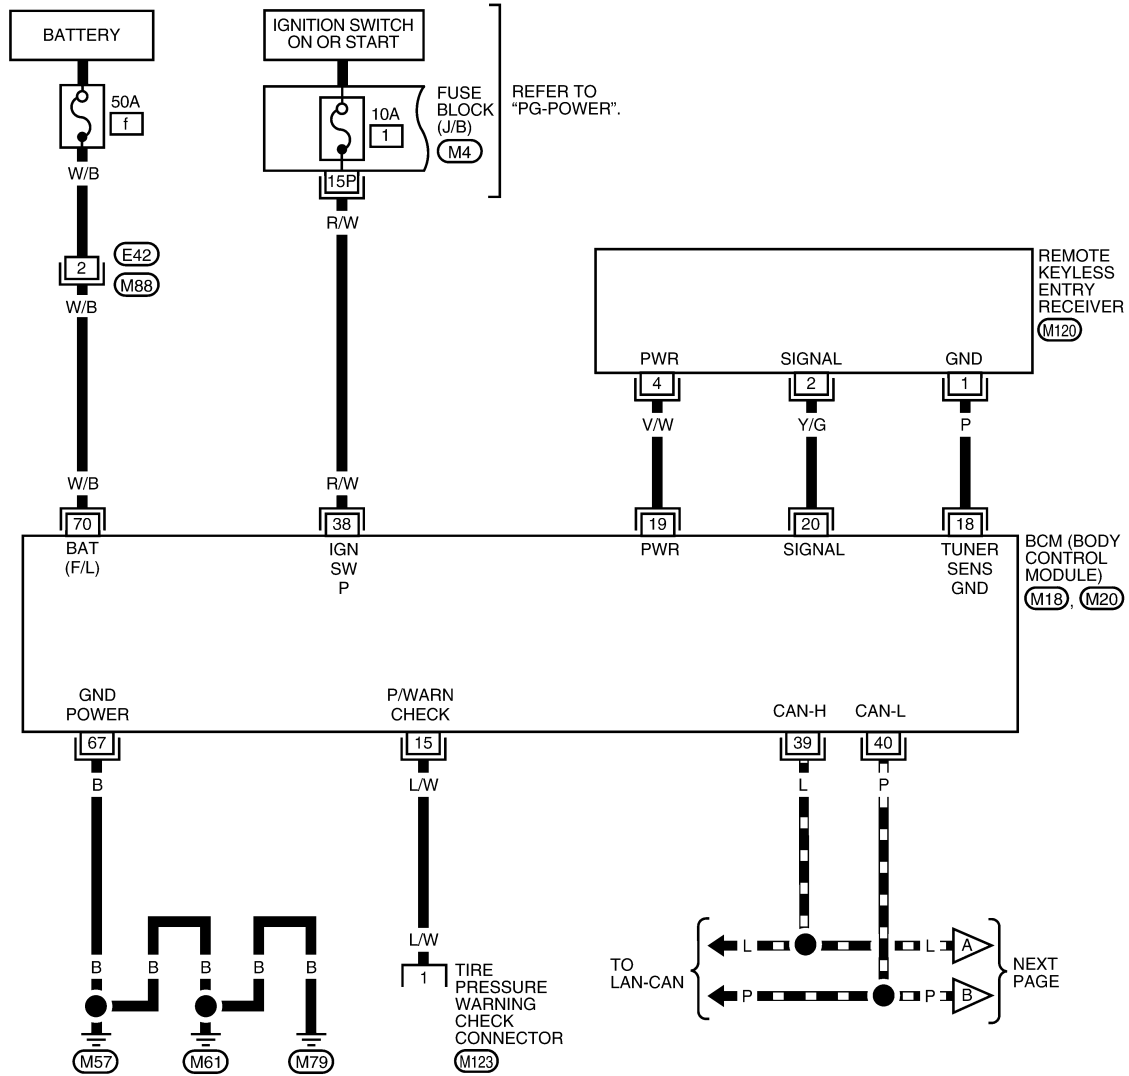 BATTERY
IGNITION SWITCH
ON OR START
50A
f
10A
1
FUSE
BLOCK
(J/B)
M4
REFER TO
“PG-POWER”.
15P
W/B
R/W
2
E42
M88
W/B
REMOTE
KEYLESS
ENTRY
RECEIVER
M120
PWR
SIGNAL
GND
4
2
1
V/W
Y/G
P
W/B
R/W
70
38
19
20
18
BAT
(F/L)
IGN
SW
P
PWR
SIGNAL
TUNER
SENS
GND
BCM (BODY
CONTROL
MODULE)
M18, M20
GND
POWER
P/WARN
CHECK
CAN-H
CAN-L
67
15
39
40
B
L/W
L
P
L/W
B
B
B
B
1
TIRE
PRESSURE
WARNING
CHECK
CONNECTOR
M123
M57
M61
M79
TO
LAN-CAN
L
L
A
P
P
B
NEXT
PAGE